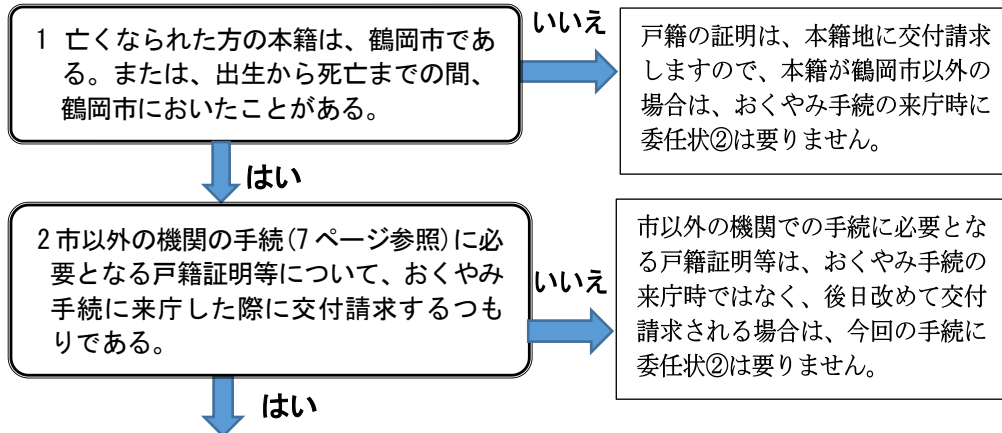 1 亡くなられた方の本籍は、鶴岡市であ
る。または、出生から死亡までの間、
鶴岡市においたことがある。
いいえ
戸籍の証明は、本籍地に交付請求
しますので、本籍が鶴岡市以外の
場合は、おくやみ手続の来庁時に
委任状②は要りません。
はい
2 市以外の機関の手続(7 ページ参照)に必
要となる戸籍証明等について、おくやみ
手続に来庁した際に交付請求するつも
りである。
いいえ
市以外の機関での手続に必要とな
る戸籍証明等は、おくやみ手続の
来庁時ではなく、後日改めて交付
請求される場合は、今回の手続に
委任状②は要りません。
はい